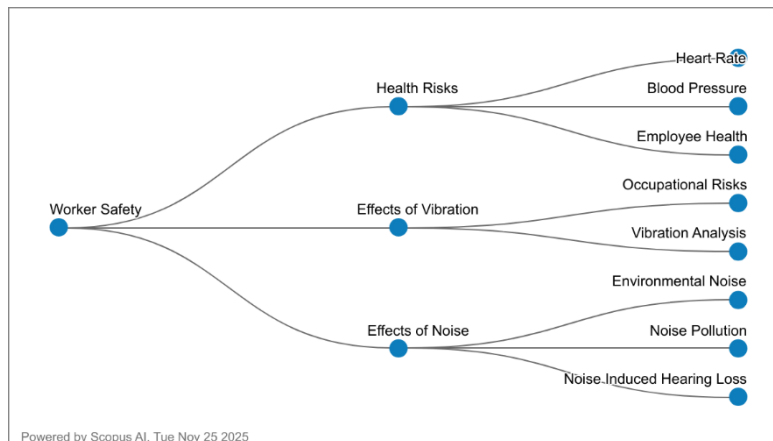 Heart Rate
Health Risks
Blood Pressure
Employee Health
Occupational Risks
Worker Safety
Effects of Vibration
Vibration Analysis
Environmental Noise
Effects of Noise
Noise Pollution
Noise Induced Hearing Loss
Powered by Scopus AI, Tue Nov 25 2025